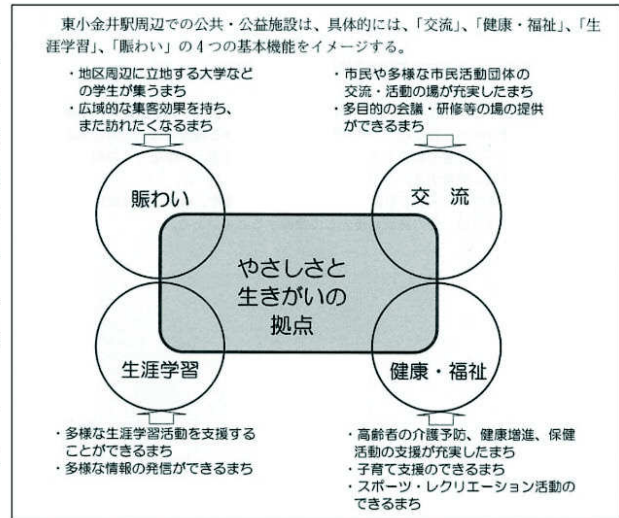 東小金井駅周辺での公共・公益施設は、具体的には、「交流」、「健康・福祉」、「生
涯学習」、「賑わい」の4つの基本機能をイメージする。
・地区周辺に立地する大学など
の学生が集うまち
・広域的な集客効果を持ち、
また訪れたくなるまち
・市民や多様な市民活動団体の
交流・活動の場が充実したまち
・多目的の会議・研修等の場の提供
ができるまち
賑わい
交 流
やさしさと
生きがいの
拠点
生涯学習
健康・福祉
・多様な生涯学習活動を支援する
ことができるまち
・多様な情報の発信ができるまち
・高齢者の介護予防、健康増進、保健
活動の支援が充実したまち
・子育て支援のできるまち
・スポーツ・レクリエーション活動の
できるまち